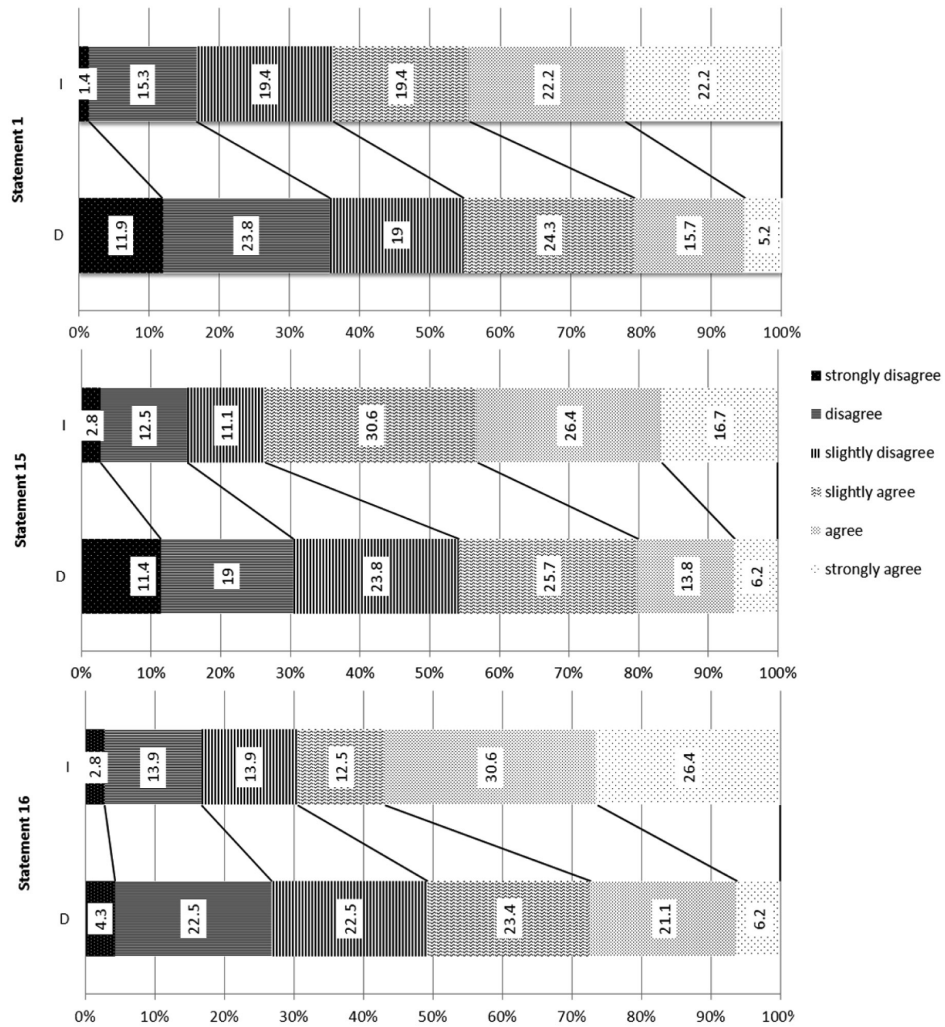 Statement 1
I
1.4 15.3 19.4 19.4 22.2 22.2
D
11.9 23.8 19 24.3 15.7 5.2
0% 10% 20% 30% 40% 50% 60% 70% 80% 90% 100%
Statement 15
I
2.8 12.5 11.1 30.6 26.4 16.7
D
11.4 19 23.8 25.7 13.8 6.2
0% 10% 20% 30% 40% 50% 60% 70% 80% 90% 100%
Statement 16
I
2.8 13.9 13.9 12.5 30.6 26.4
D
4.3 22.5 22.5 23.4 21.1 6.2
0% 10% 20% 30% 40% 50% 60% 70% 80% 90% 100%
strongly disagree
disagree
slightly disagree
slightly agree
agree
strongly agree